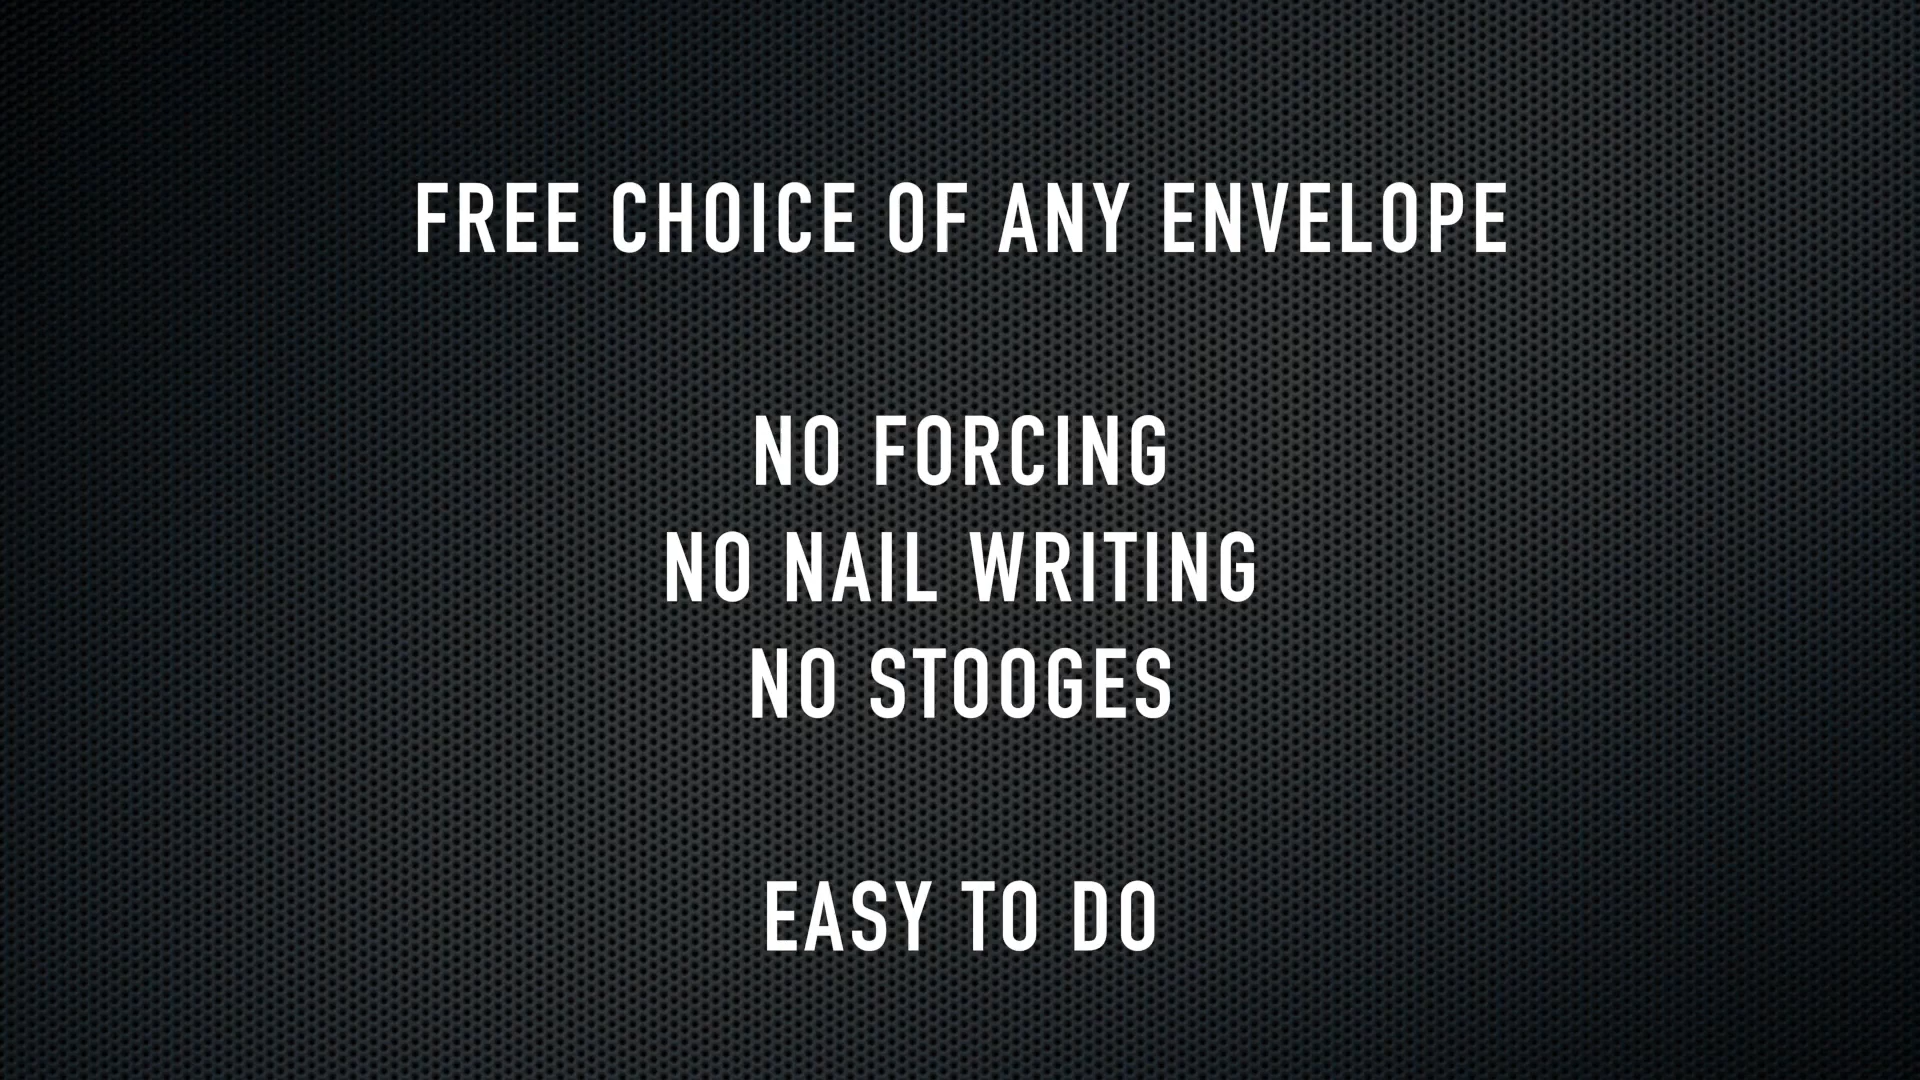 FREE CHOICE OF ANY ENVELOPE
NO FORCING
NO NAIL WRITING
NO STOOGES
EASY TO DO